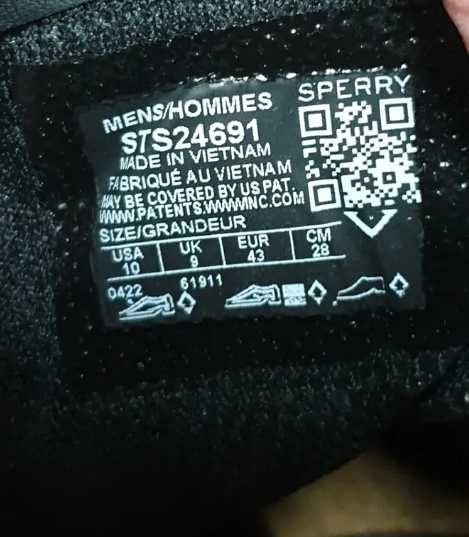 SPERRY
MENS/HOMMES
STS24691
MADE IN VIETNAM
FABRIQUÉ AU VIETNAM
MAY BE COVERED BY US PAT.
WWW.PATENTS.WWWINC.COM
SIZE/GRANDEUR
USA UK EUR CM
10 9 43 28
0422 61911